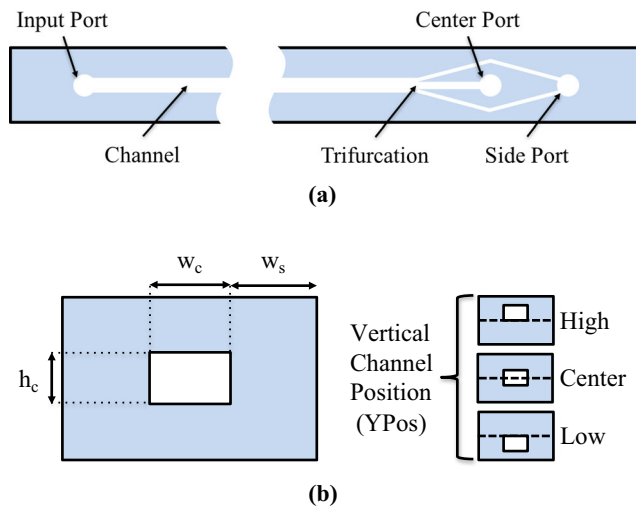 Input Port
Center Port
Channel
Trifurcation
Side Port
(a)
w_c
w_s
h_c
Vertical
Channel
Position
(YPos)
High
Center
Low
(b)